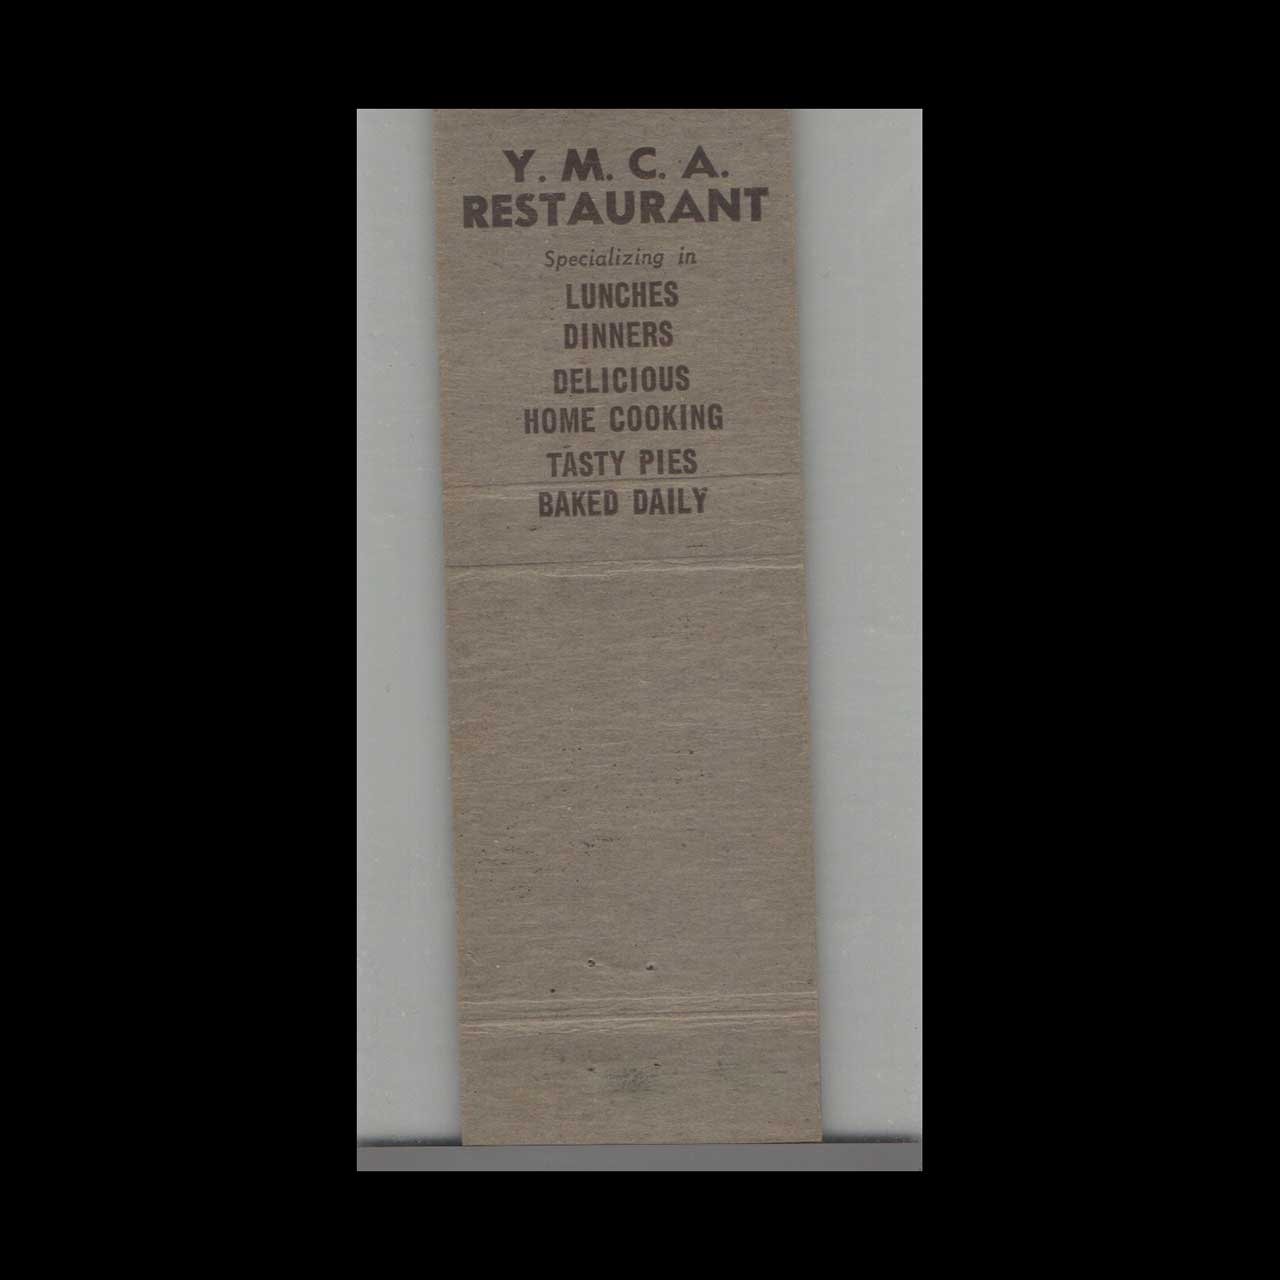 Y. M. C. A.
RESTAURANT
Specializing in
LUNCHES
DINNERS
DELICIOUS
HOME COOKING
TASTY PIES
BAKED DAILY